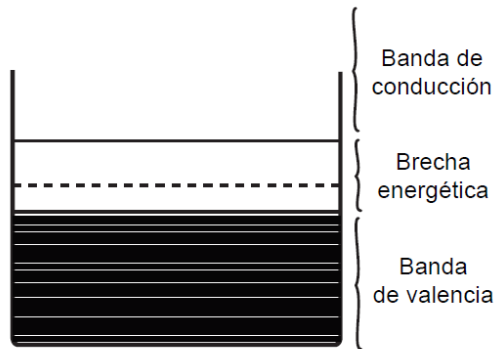 Banda de
conducción
Brecha
energética
Banda
de valencia